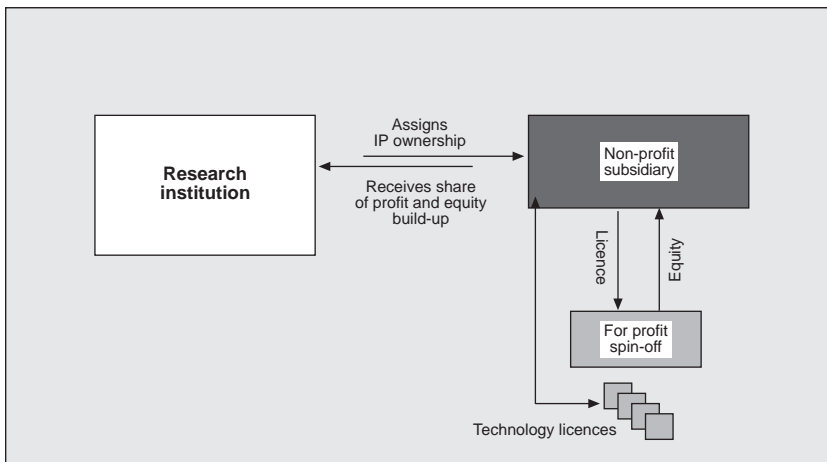 Research
institution
Assigns
IP ownership
Receives share
of profit and equity
build-up
Non-profit
subsidiary
Licence
Equity
For profit
spin-off
Technology licences